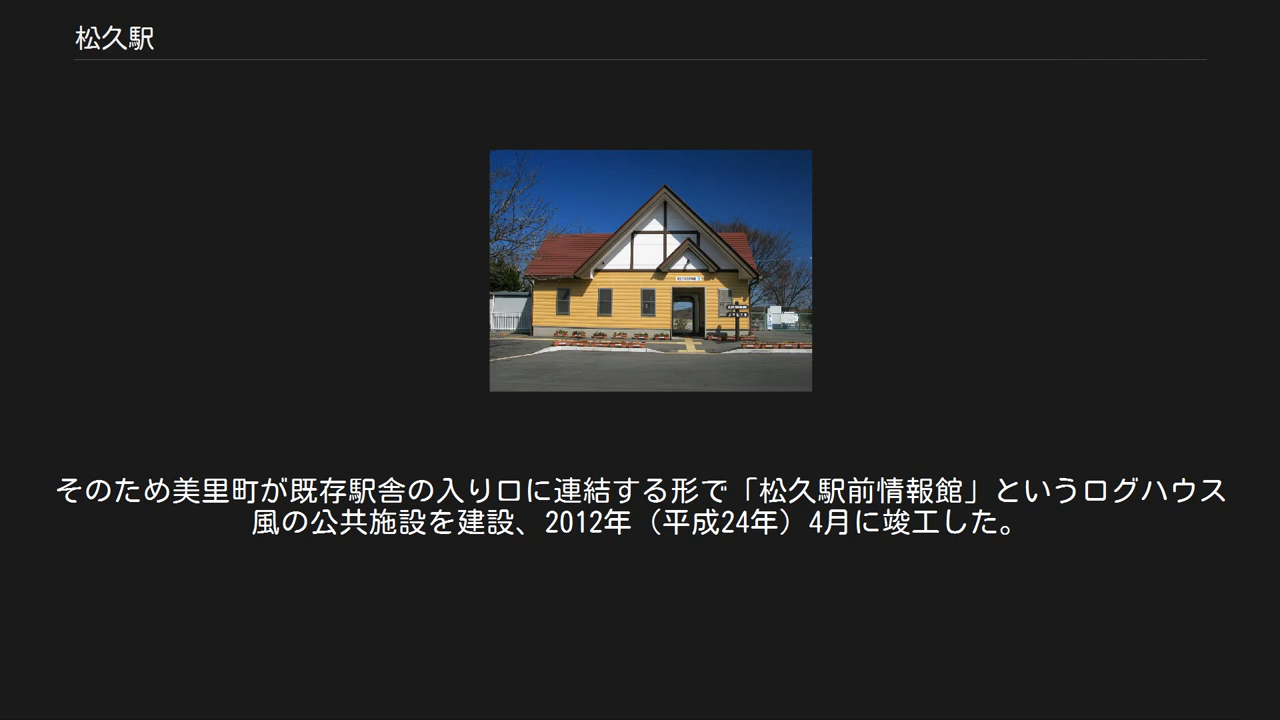 松久駅
そのため美里町が既存駅舎の入り口に連結する形で「松久駅前情報館」というログハウス
風の公共施設を建設、2012年（平成24年）4月に竣工した。